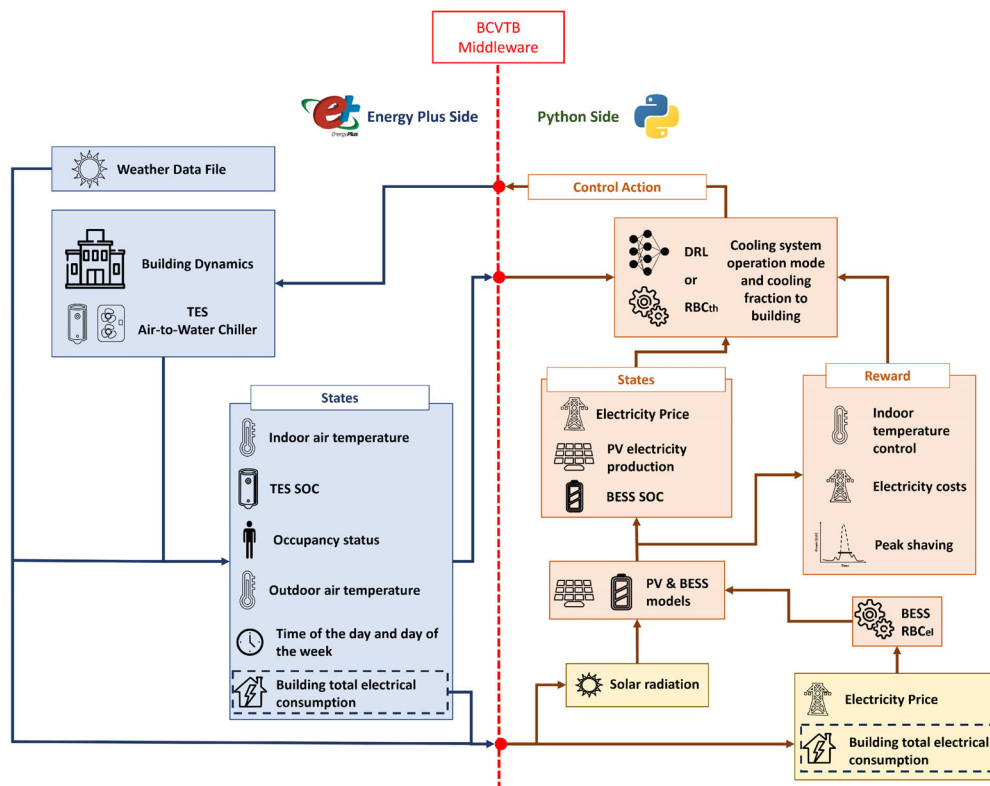 BCVTB
Middleware
EnergyPlus
Energy Plus Side
Python Side
Weather Data File
Control Action
Building Dynamics
TES
Air-to-Water Chiller
DRL
or
RBCth
Cooling system
operation mode
and cooling
fraction to
building
States
Indoor air temperature
TES SOC
Occupancy status
Outdoor air temperature
Time of the day and day of
the week
Building total electrical
consumption
States
Electricity Price
PV electricity
production
BESS SOC
Reward
Indoor
temperature
control
Electricity costs
Peak shaving
Time
PV & BESS
models
BESS
RBCel
Solar radiation
Electricity Price
Building total electrical
consumption